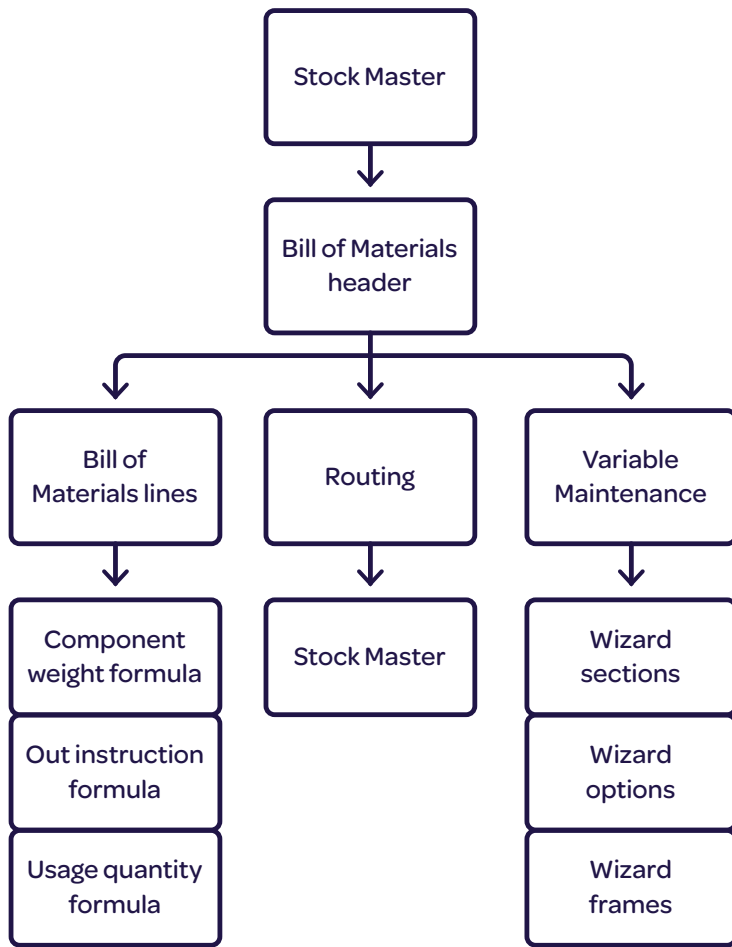 Stock Master
Bill of Materials
header
Bill of
Materials lines
Routing
Variable
Maintenance
Component
weight formula
Stock Master
Wizard
sections
Out instruction
formula
Wizard
options
Usage quantity
formula
Wizard
frames